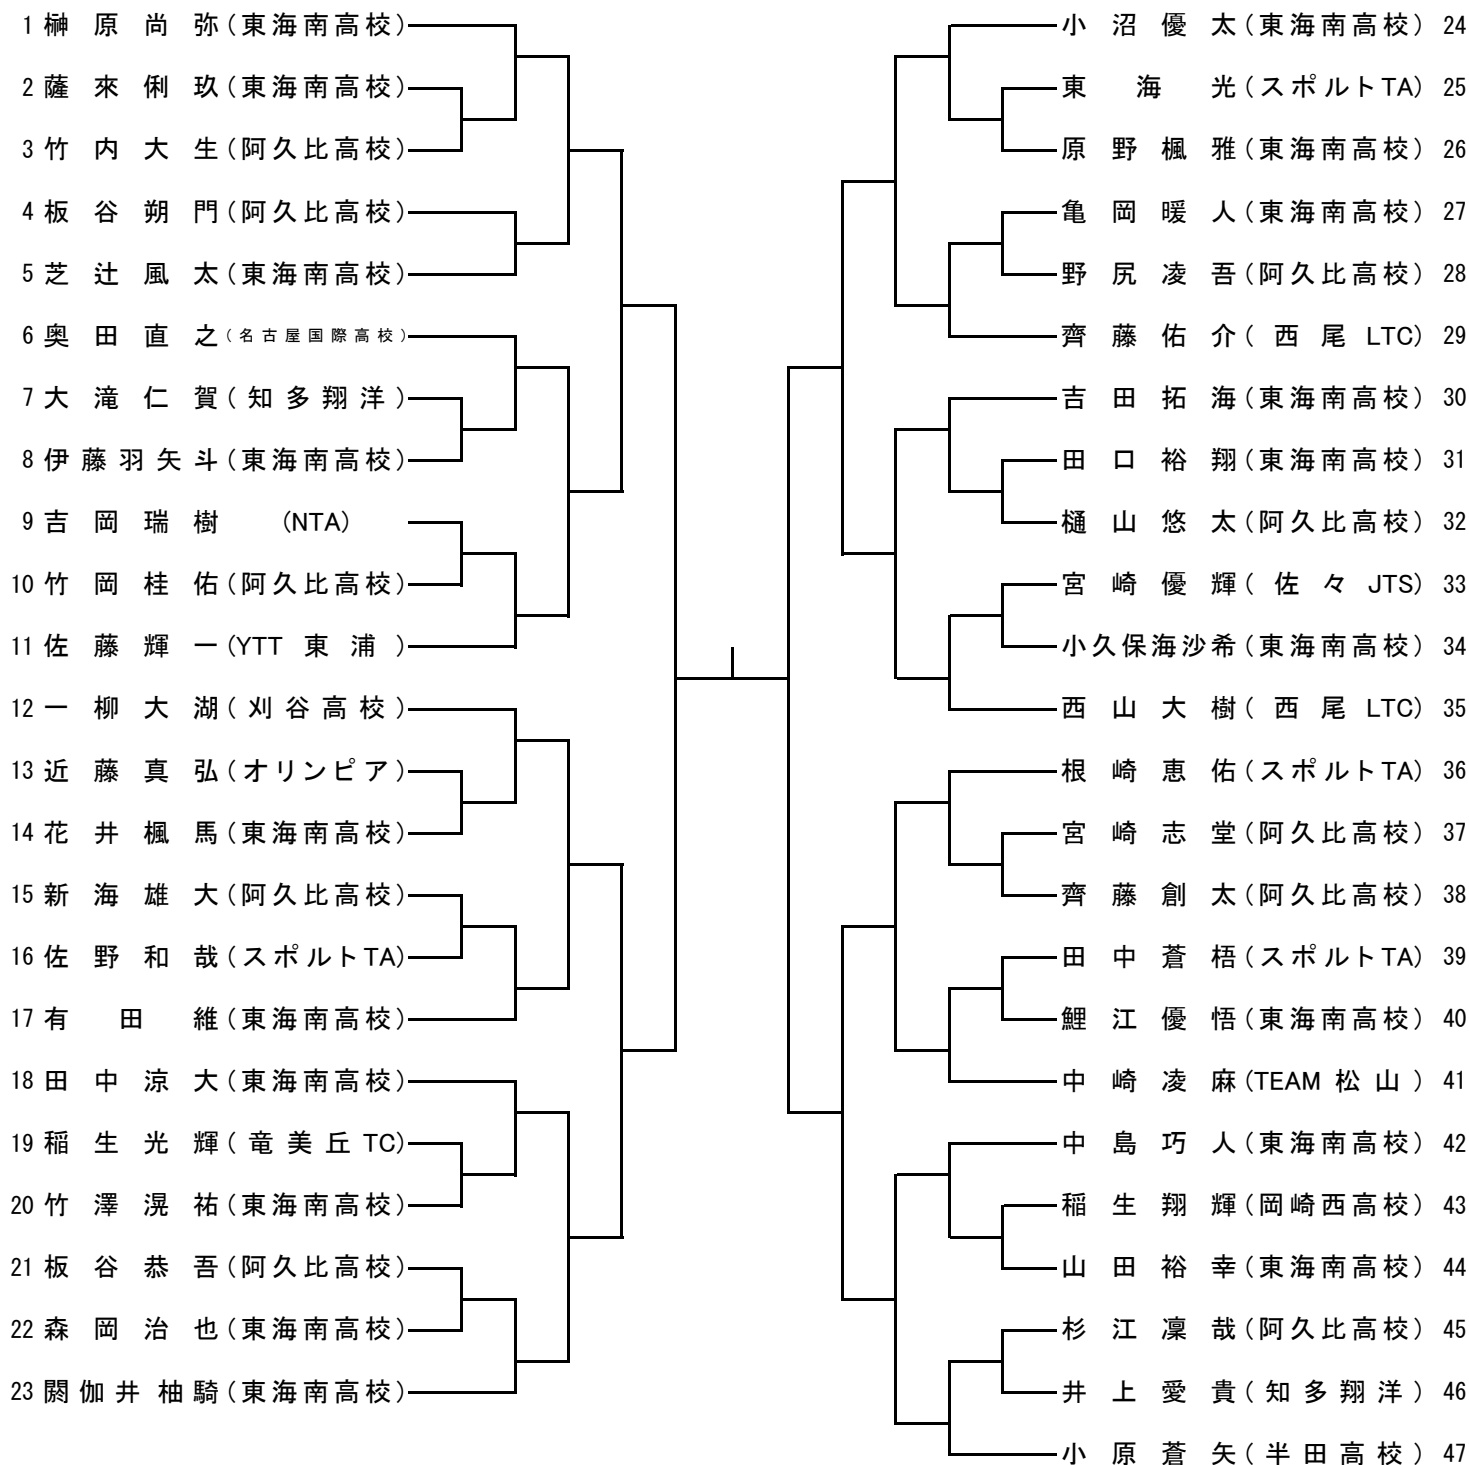 1 榊原尚弥(東海南高校)
2 薩來俐玖(東海南高校)
3 竹内大生(阿久比高校)
4 板谷朔門(阿久比高校)
5 芝辻風太(東海南高校)
6 奥田直之(名古屋国際高校)
7 大滝仁賀(知多翔洋)
8 伊藤羽矢斗(東海南高校)
9 吉岡瑞樹(NTA)
10 竹岡桂佑(阿久比高校)
11 佐藤輝一(YTT東浦)
12 一柳大湖(刈谷高校)
13 近藤真弘(オリンピア)
14 花井楓馬(東海南高校)
15 新海雄大(阿久比高校)
16 佐野和哉(スポルトTA)
17 有田維(東海南高校)
18 田中涼大(東海南高校)
19 稲生光輝(竜美丘TC)
20 竹澤滉祐(東海南高校)
21 板谷恭吾(阿久比高校)
22 森岡治也(東海南高校)
23 閼伽井柚騎(東海南高校)
小沼優太(東海南高校) 24
東海光(スポルトTA) 25
原野楓雅(東海南高校) 26
亀岡暖人(東海南高校) 27
野尻凌吾(阿久比高校) 28
齊藤佑介(西尾LTC) 29
吉田拓海(東海南高校) 30
田口裕翔(東海南高校) 31
樋山悠太(阿久比高校) 32
宮崎優輝(佐々JTS) 33
小久保海沙希(東海南高校) 34
西山大樹(西尾LTC) 35
根崎恵佑(スポルトTA) 36
宮崎志堂(阿久比高校) 37
齊藤創太(阿久比高校) 38
田中蒼梧(スポルトTA) 39
鯉江優悟(東海南高校) 40
中崎凌麻(TEAM松山) 41
中島巧人(東海南高校) 42
稲生翔輝(岡崎西高校) 43
山田裕幸(東海南高校) 44
杉江凜哉(阿久比高校) 45
井上愛貴(知多翔洋) 46
小原蒼矢(半田高校) 47